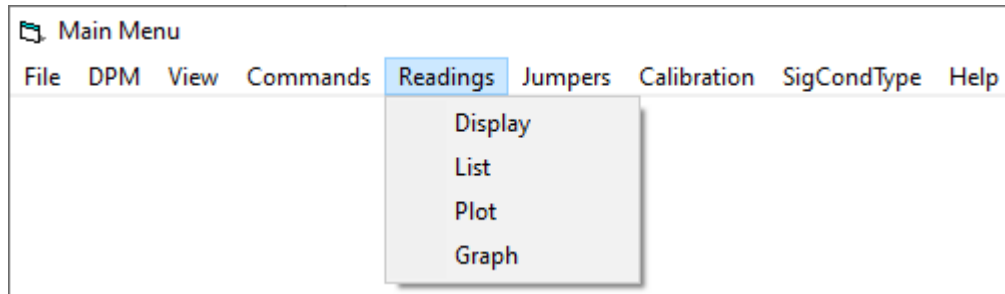 Main Menu
File DPM View Commands Readings Jumpers Calibration SigCondType Help
Display
List
Plot
Graph